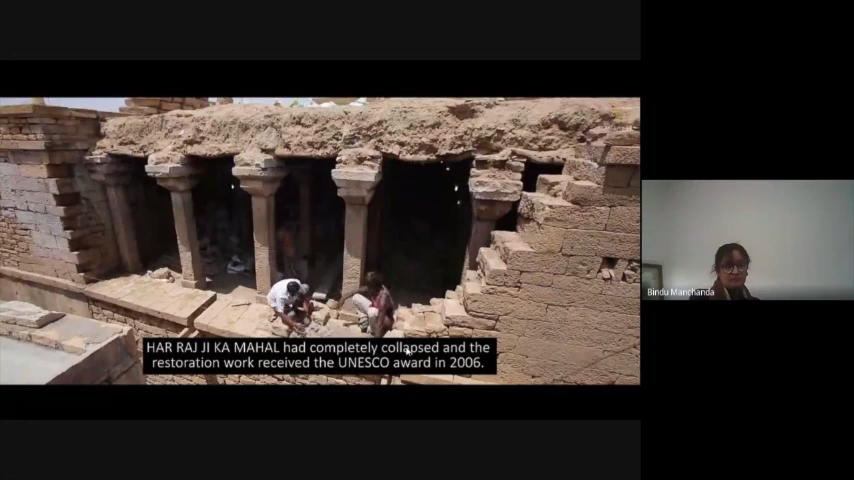 HAR RAJ JI KA MAHAL had completely collapsed and the
restoration work received the UNESCO award in 2006.
Bindu Manchanda